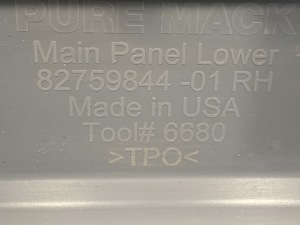 PURE MACK
Main Panel Lower
82759844 -01 RH
Made in USA
Tool# 6680
>TPO<